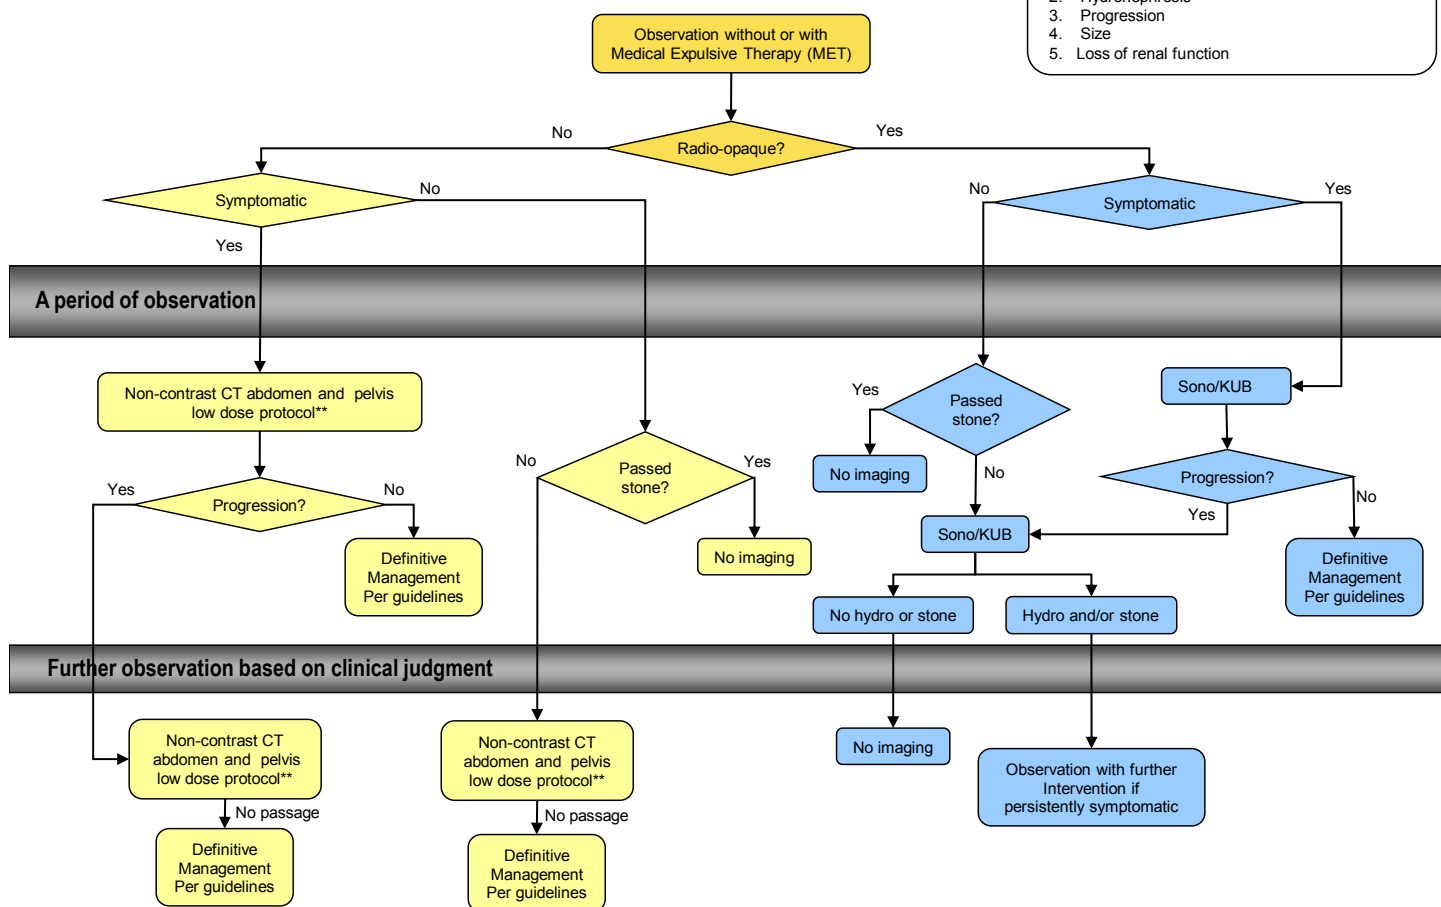 2. Hydronephrosis
3. Progression
4. Size
5. Loss of renal function
Observation without or with
Medical Expulsive Therapy (MET)
No
Yes
Radio-opaque?
Symptomatic
No
Yes
No
Symptomatic
Yes
A period of observation
Non-contrast CT abdomen and pelvis
low dose protocol**
Yes
Progression?
No
Definitive
Management
Per guidelines
No
Passed
stone?
Yes
No imaging
Yes
Passed
stone?
No imaging
No
Sono/KUB
Sono/KUB
Progression?
Yes
No
Definitive
Management
Per guidelines
No hydro or stone
Hydro and/or stone
Further observation based on clinical judgment
Non-contrast CT
abdomen and pelvis
low dose protocol**
No passage
Definitive
Management
Per guidelines
Non-contrast CT
abdomen and pelvis
low dose protocol**
No passage
Definitive
Management
Per guidelines
No imaging
Observation with further
Intervention if
persistently symptomatic